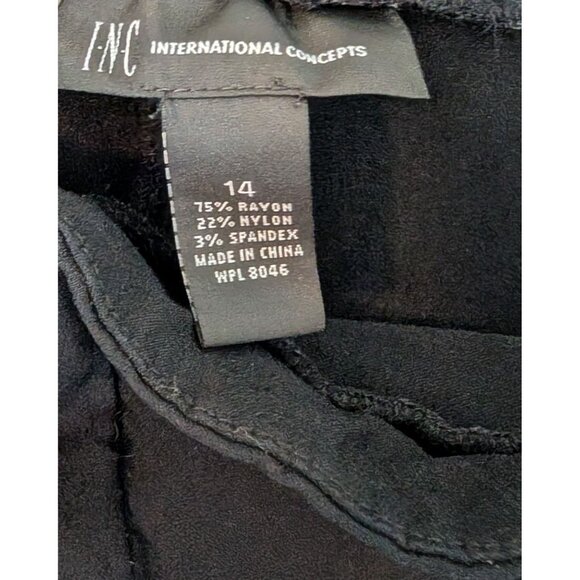 I·N·C INTERNATIONAL CONCEPTS
14
75% RAYON
22% NYLON
3% SPANDEX
MADE IN CHINA
WPL 8046